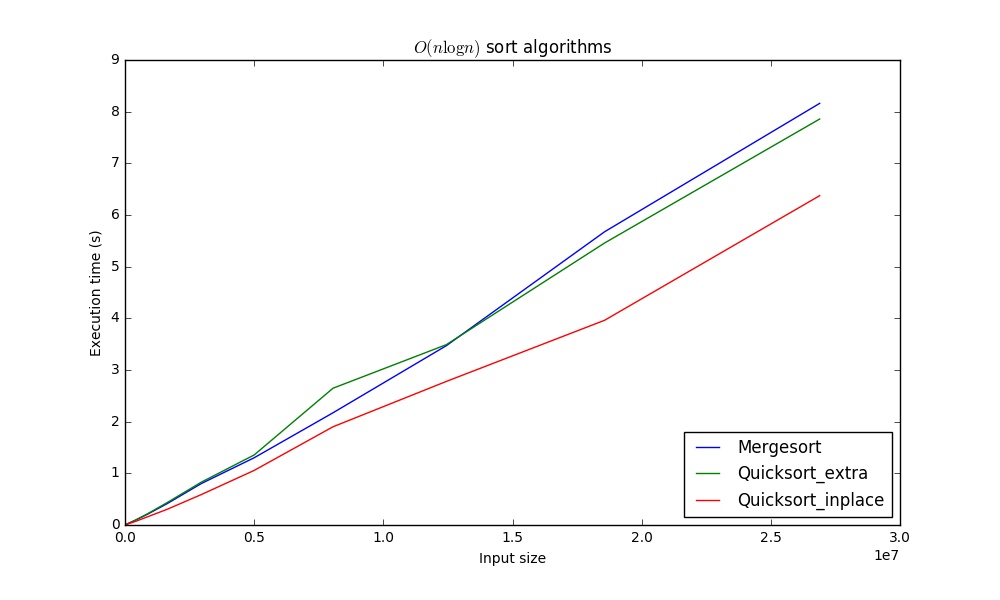 O(n log n) sort algorithms
9
8
7
6
5
4
3
2
1
0
Execution time (s)
Mergesort
Quicksort_extra
Quicksort_inplace
0.0 0.5 1.0 1.5 2.0 2.5 3.0
1e7
Input size